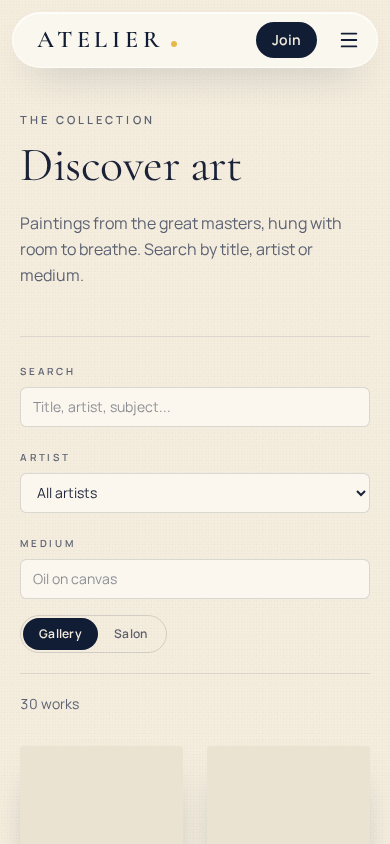 ATELIER
Join
THE COLLECTION
Discover art
Paintings from the great masters, hung with
room to breathe. Search by title, artist or
medium.
SEARCH
Title, artist, subject...
ARTIST
All artists
MEDIUM
Oil on canvas
Gallery Salon
30 works